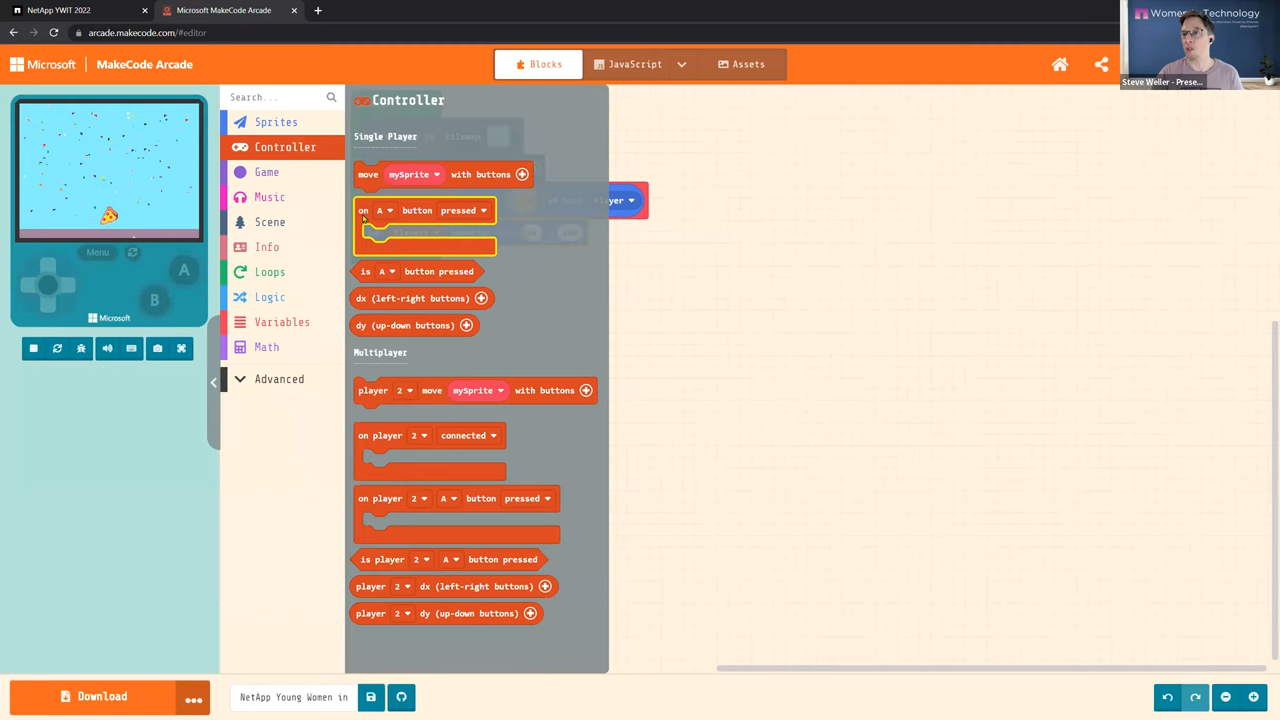 NetApp YWIT 2022
Microsoft MakeCode Arcade
arcade.makecode.com/#editor
Women in Technology
Steve Weller - Prese...
Microsoft
MakeCode Arcade
Blocks
JavaScript
Assets
Search...
Sprites
Controller
Game
Music
Scene
Info
Loops
Logic
Variables
Math
Advanced
Menu
A
B
Microsoft
Controller
Single Player
move mySprite with buttons
on A button pressed
is A button pressed
dx (left-right buttons)
dy (up-down buttons)
Multiplayer
player 2 move mySprite with buttons
on player 2 connected
on player 2 A button pressed
is player 2 A button pressed
player 2 dx (left-right buttons)
player 2 dy (up-down buttons)
Download
NetApp Young Women in